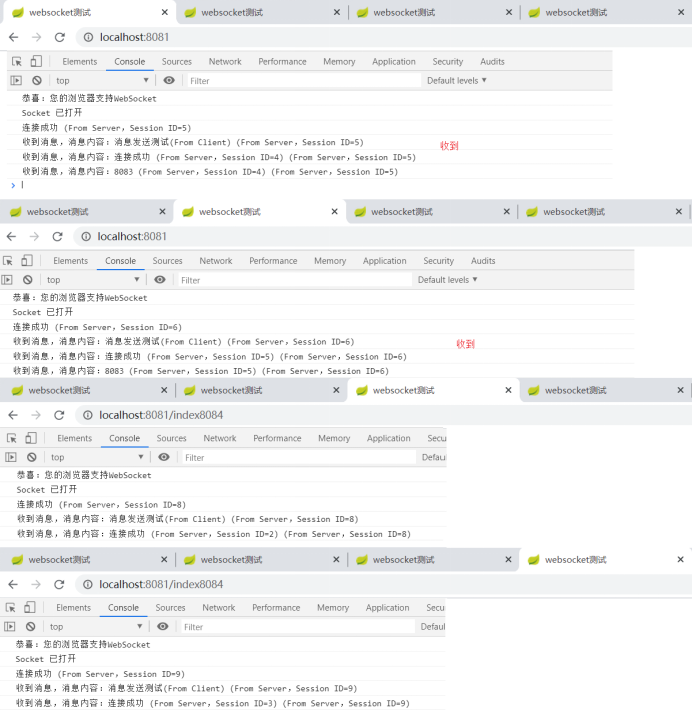 websocket测试 websocket测试 websocket测试 websocket测试
localhost:8081
Elements Console Sources Network Performance Memory Application Security Audits
top Filter Default levels
恭喜: 您的浏览器支持WebSocket
Socket 已打开
连接成功 (From Server, Session ID=5)
收到消息, 消息内容: 消息发送测试(From Client) (From Server, Session ID=5) 收到
收到消息, 消息内容: 连接成功 (From Server, Session ID=4) (From Server, Session ID=5)
收到消息, 消息内容: 8083 (From Server, Session ID=4) (From Server, Session ID=5)
websocket测试 websocket测试 websocket测试 websocket测试
localhost:8081
Elements Console Sources Network Performance Memory Application Security Audits
top Filter Default levels
恭喜: 您的浏览器支持WebSocket
Socket 已打开
连接成功 (From Server, Session ID=6)
收到消息, 消息内容: 消息发送测试(From Client) (From Server, Session ID=6) 收到
收到消息, 消息内容: 连接成功 (From Server, Session ID=5) (From Server, Session ID=6)
收到消息, 消息内容: 8083 (From Server, Session ID=5) (From Server, Session ID=6)
websocket测试 websocket测试 websocket测试 websocket测试
localhost:8081/index8084
Elements Console Sources Network Performance Memory Application Secu
top Filter Defau
恭喜: 您的浏览器支持WebSocket
Socket 已打开
连接成功 (From Server, Session ID=8)
收到消息, 消息内容: 消息发送测试(From Client) (From Server, Session ID=8)
收到消息, 消息内容: 连接成功 (From Server, Session ID=2) (From Server, Session ID=8)
websocket测试 websocket测试 websocket测试 websocket测试
localhost:8081/index8084
Elements Console Sources Network Performance Memory Application Secu
top Filter Defau
恭喜: 您的浏览器支持WebSocket
Socket 已打开
连接成功 (From Server, Session ID=9)
收到消息, 消息内容: 消息发送测试(From Client) (From Server, Session ID=9)
收到消息, 消息内容: 连接成功 (From Server, Session ID=3) (From Server, Session ID=9)